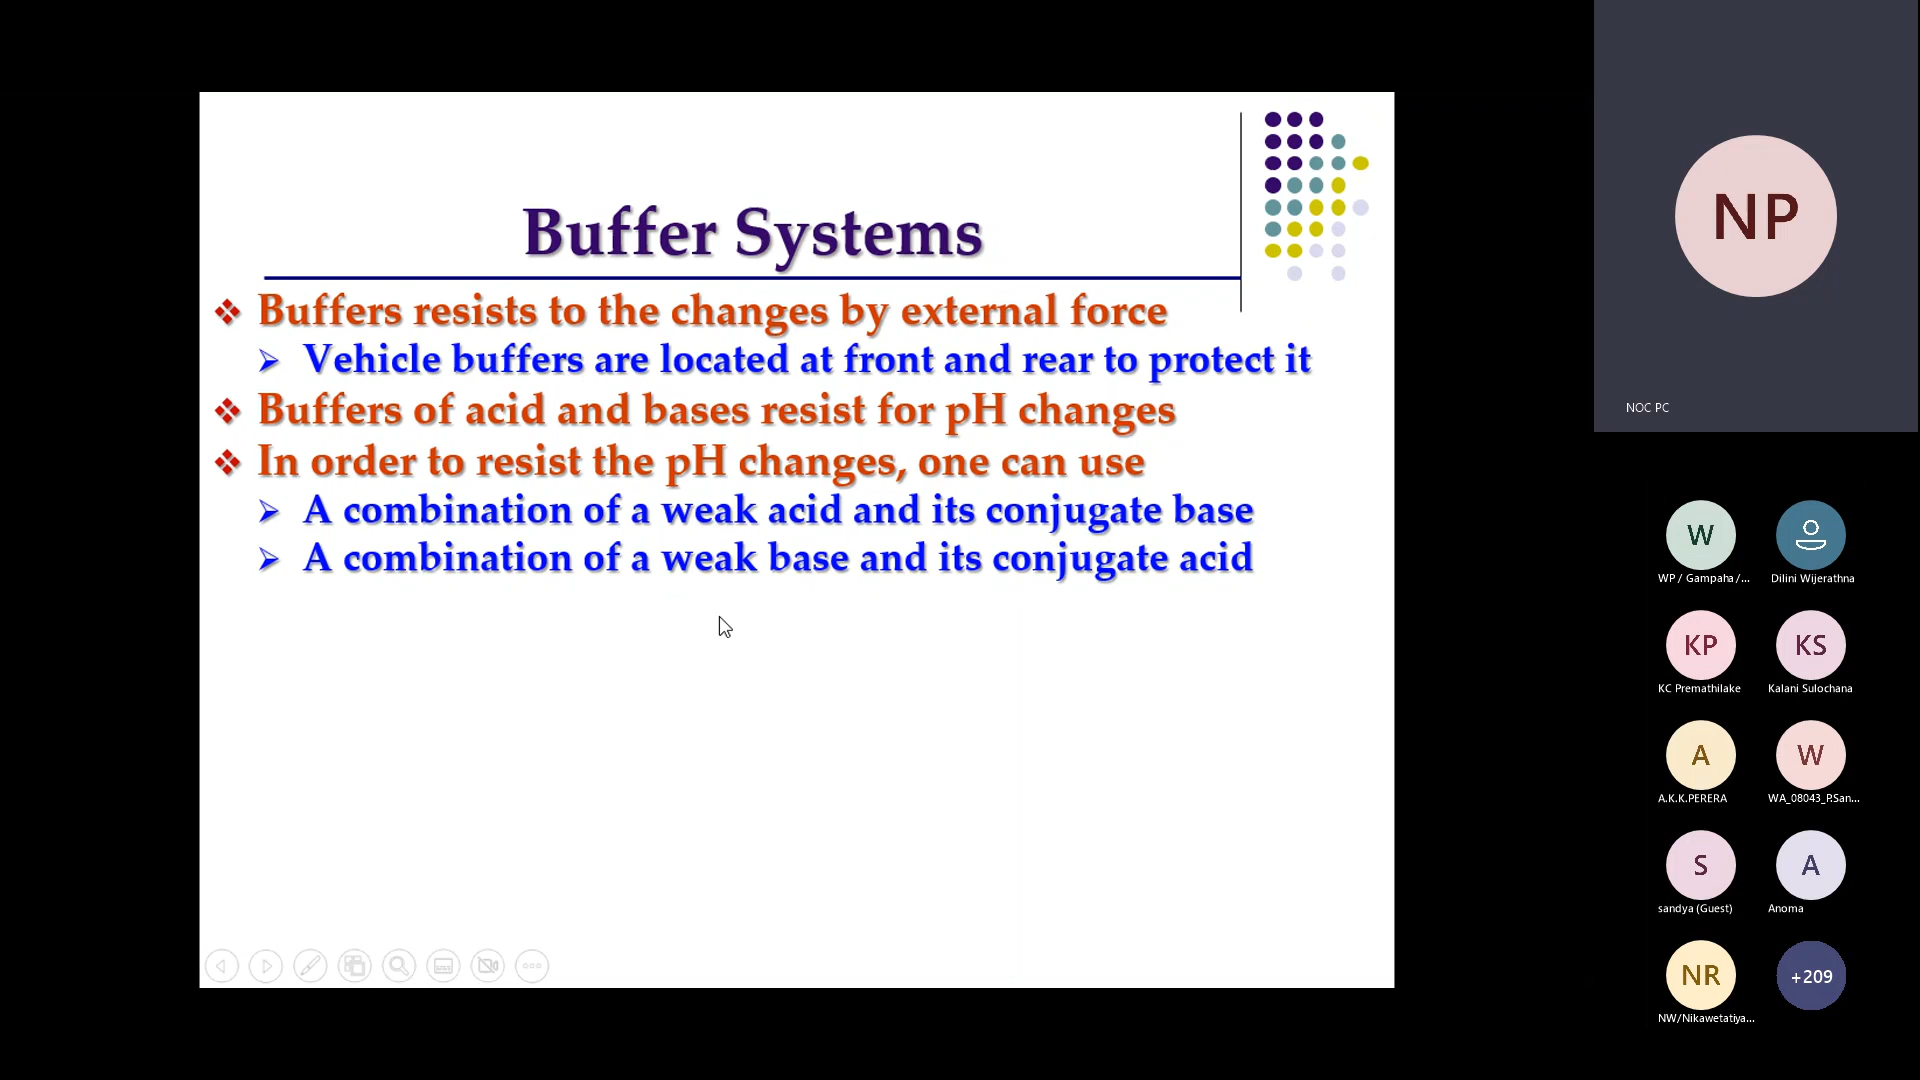 Buffer Systems
Buffers resists to the changes by external force
Vehicle buffers are located at front and rear to protect it
Buffers of acid and bases resist for pH changes
In order to resist the pH changes, one can use
A combination of a weak acid and its conjugate base
A combination of a weak base and its conjugate acid
NP
NOC PC
W
WP / Gampaha /...
Dilini Wijerathna
KP
KC Premathilake
KS
Kalani Sulochana
A
A.K.K.PERERA
W
WA_08043_P.San...
S
sandya (Guest)
A
Anoma
NR
NW/Nikawetatiya...
+209